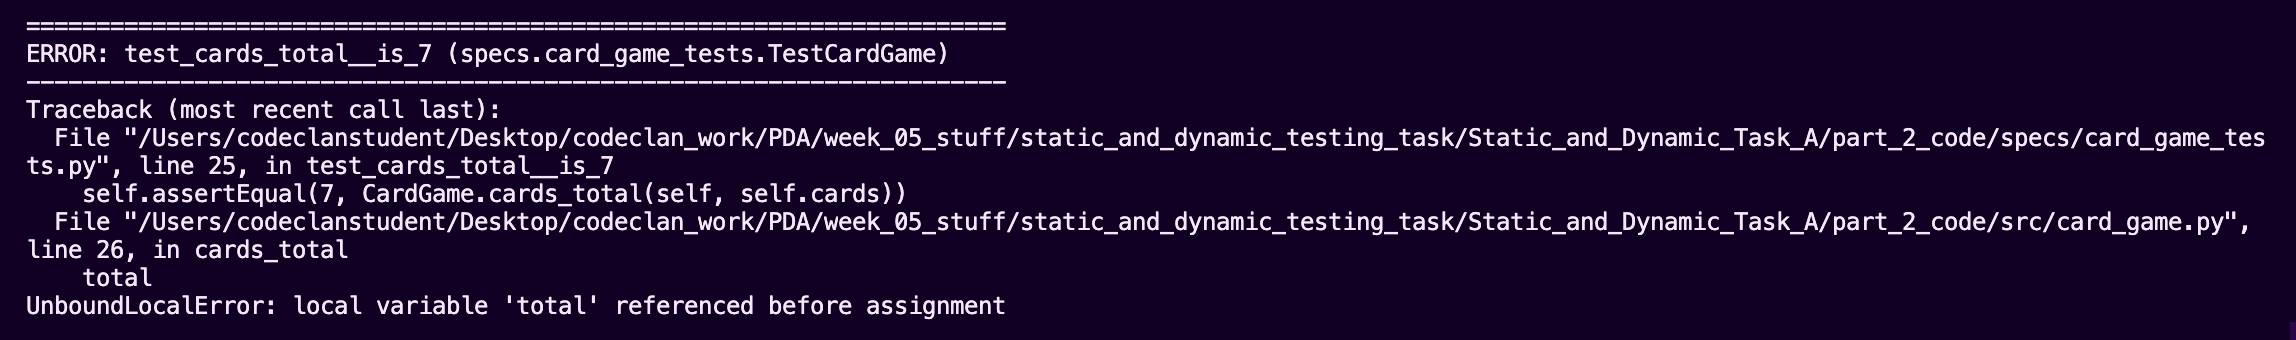 ======================================================================
ERROR: test_cards_total__is_7 (specs.card_game_tests.TestCardGame)
----------------------------------------------------------------------
Traceback (most recent call last):
  File "/Users/codeclanstudent/Desktop/codeclan_work/PDA/week_05_stuff/static_and_dynamic_testing_task/Static_and_Dynamic_Task_A/part_2_code/specs/card_game_tes
ts.py", line 25, in test_cards_total__is_7
    self.assertEqual(7, CardGame.cards_total(self, self.cards))
  File "/Users/codeclanstudent/Desktop/codeclan_work/PDA/week_05_stuff/static_and_dynamic_testing_task/Static_and_Dynamic_Task_A/part_2_code/src/card_game.py",
line 26, in cards_total
    total
UnboundLocalError: local variable 'total' referenced before assignment